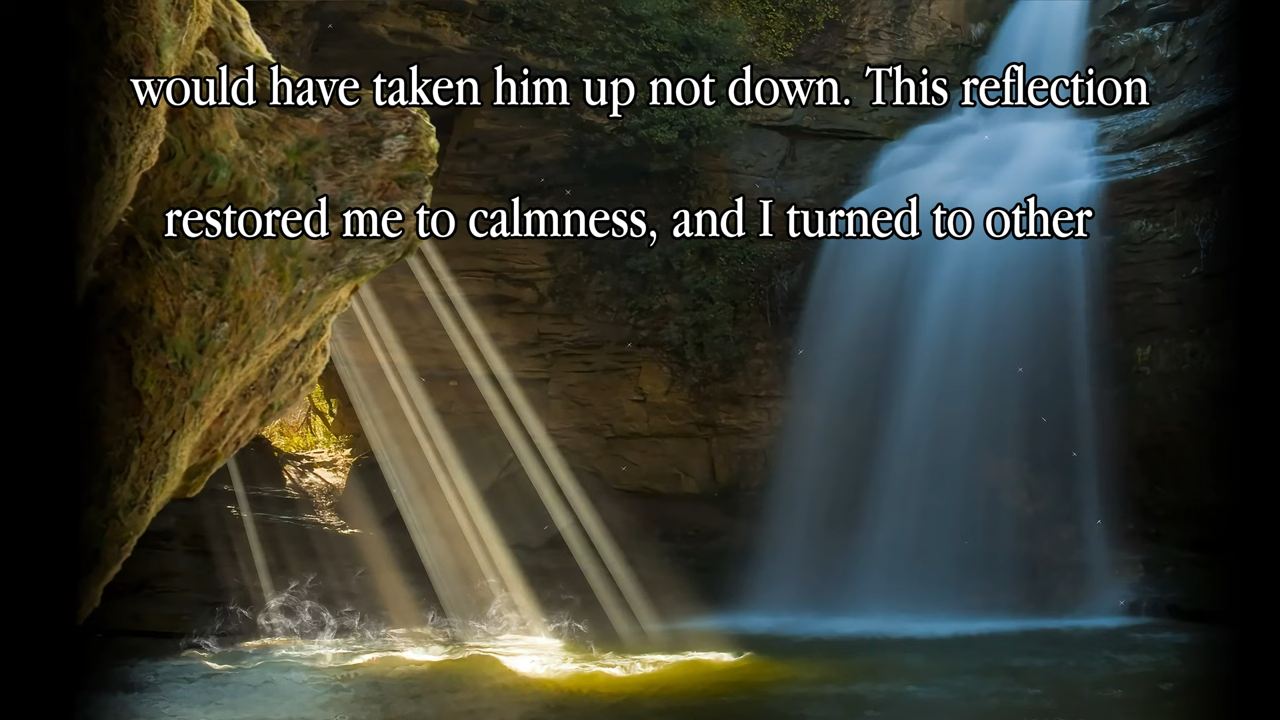 would have taken him up not down. This reflection
restored me to calmness, and I turned to other